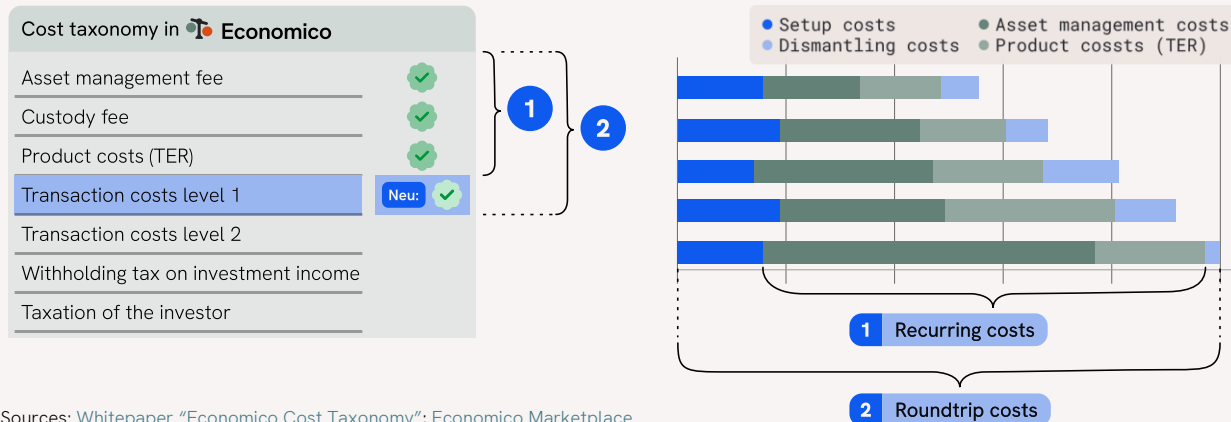 Cost taxonomy in Economico
Asset management fee
Custody fee
Product costs (TER)
Transaction costs level 1
Neu:
Transaction costs level 2
Withholding tax on investment income
Taxation of the investor
1
2
Setup costs
Asset management costs
Dismantling costs
Product cossts (TER)
1 Recurring costs
2 Roundtrip costs
Sources: Whitepaper “Economico Cost Taxonomy”; Economico Marketplace